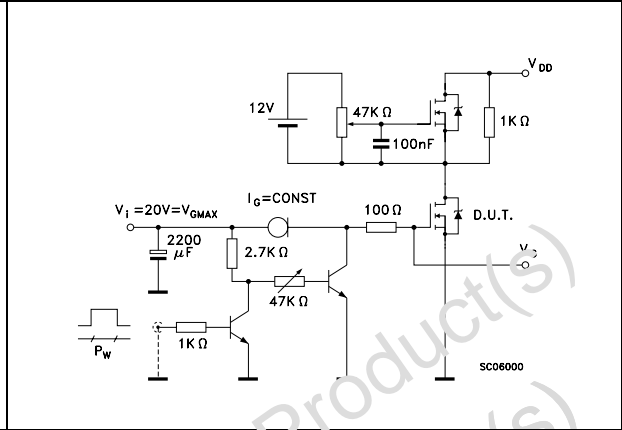 V DD
12V
47K Ω
1K Ω
100nF
I G =CONST
V i =20V=V GMAX
100 Ω
D.U.T.
2200
μF
2.7K Ω
47K Ω
1K Ω
P W
SC06000
Product(s)